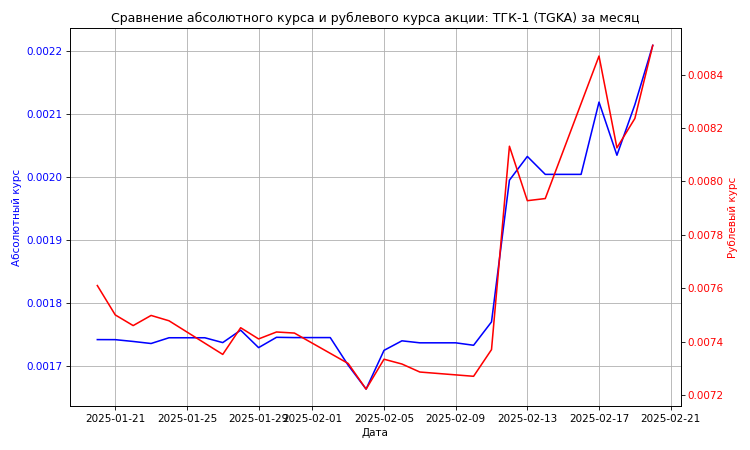 Сравнение абсолютного курса и рублевого курса акции: ТГК-1 (TGKA) за месяц
0.0022
0.0021
0.0020
0.0019
0.0018
0.0017
Абсолютный курс
0.0084
0.0082
0.0080
0.0078
0.0076
0.0074
0.0072
Рублевый курс
2025-01-21 2025-01-25 2025-01-29 2025-02-01 2025-02-05 2025-02-09 2025-02-13 2025-02-17 2025-02-21
Дата